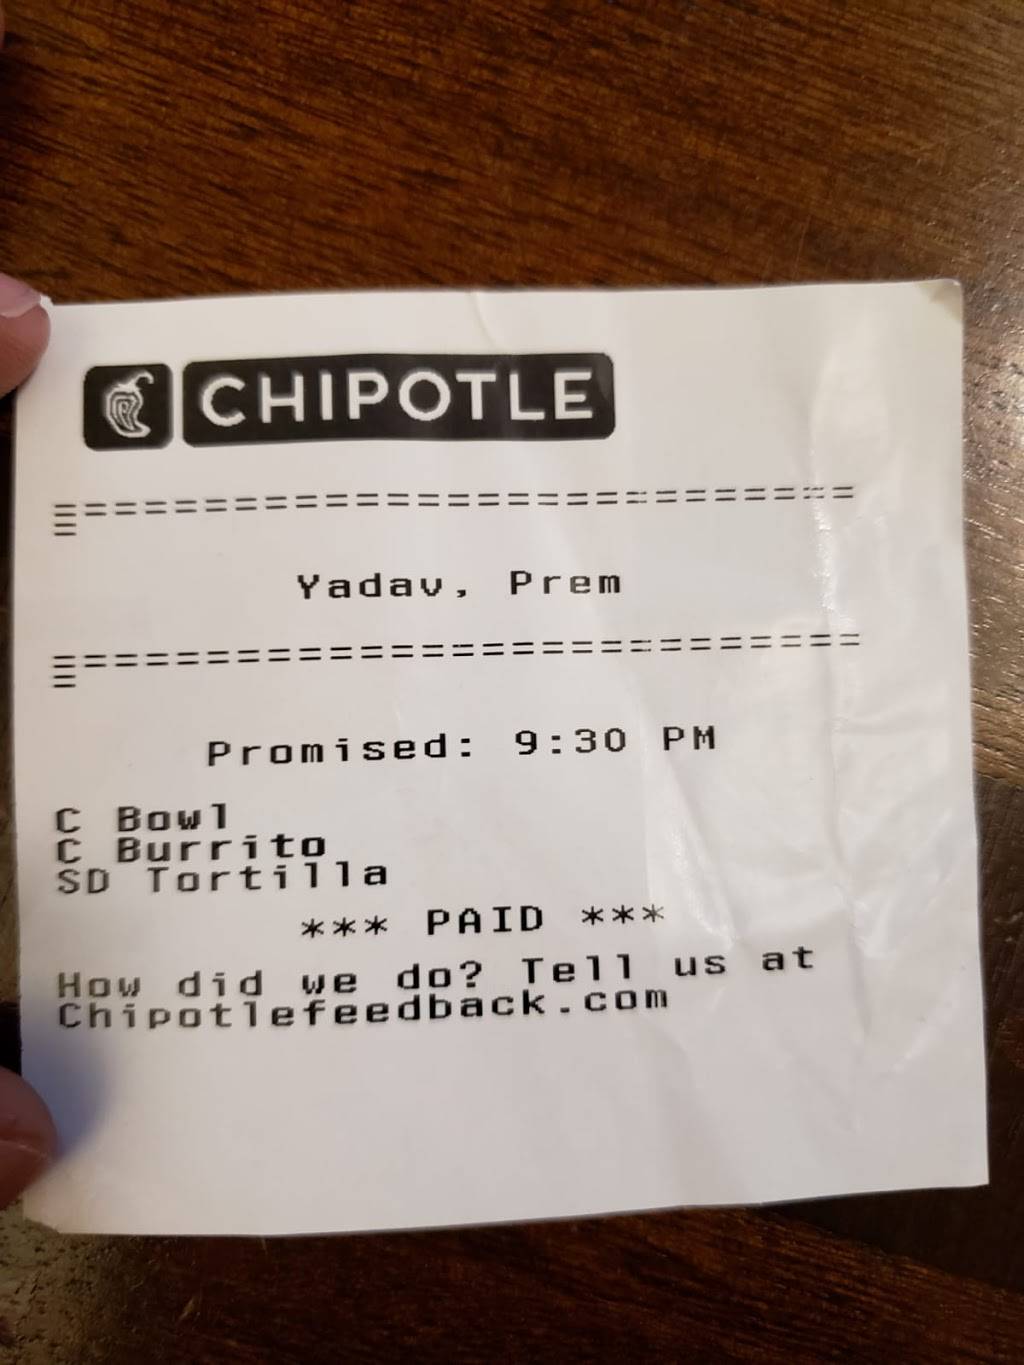 CHIPOTLE
===========================
=
Yadav, Prem
===========================
=
Promised: 9:30 PM
C Bowl
C Burrito
SD Tortilla
*** PAID ***
How did we do? Tell us at
Chipotlefeedback.com